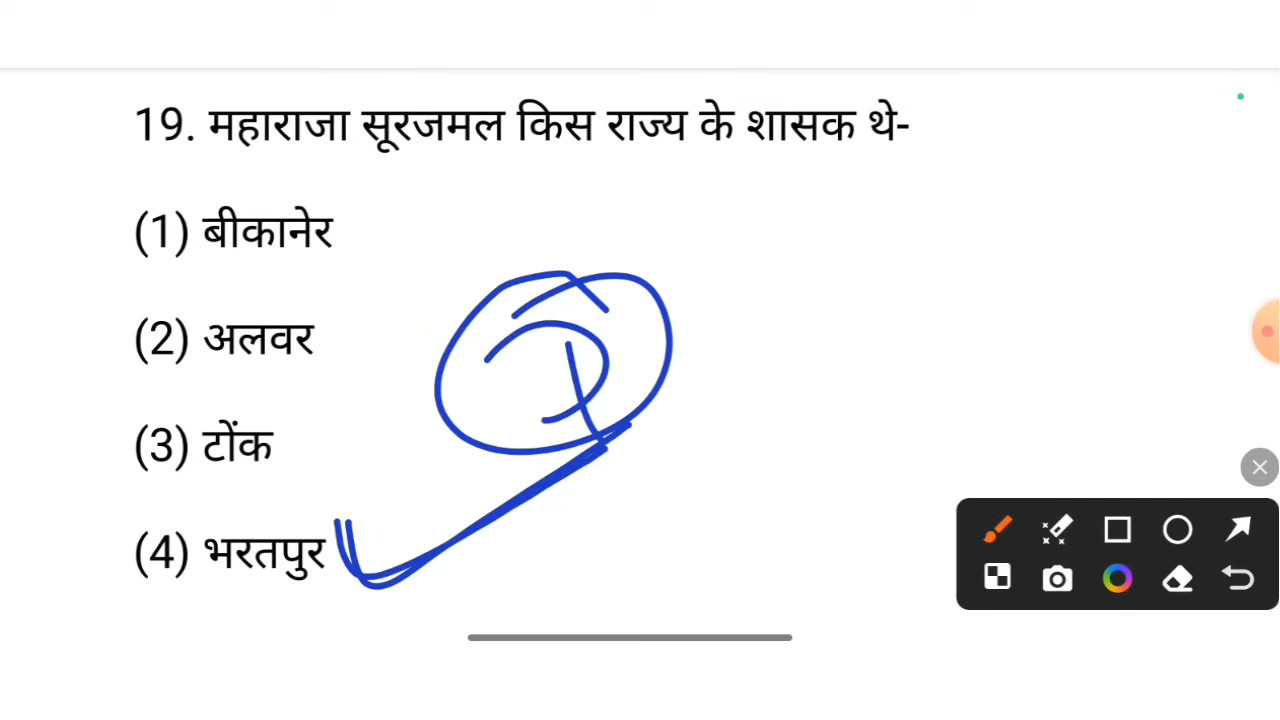 19. महाराजा सूरजमल किस राज्य के शासक थे-
(1) बीकानेर
(2) अलवर
(3) टोंक
(4) भरतपुर